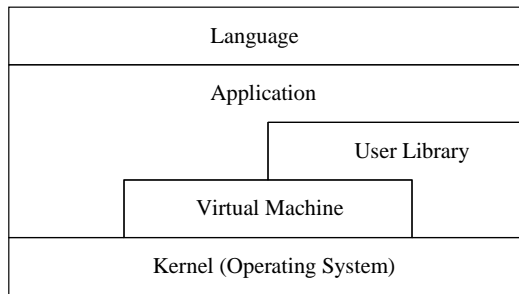 Language
Application
User Library
Virtual Machine
Kernel (Operating System)